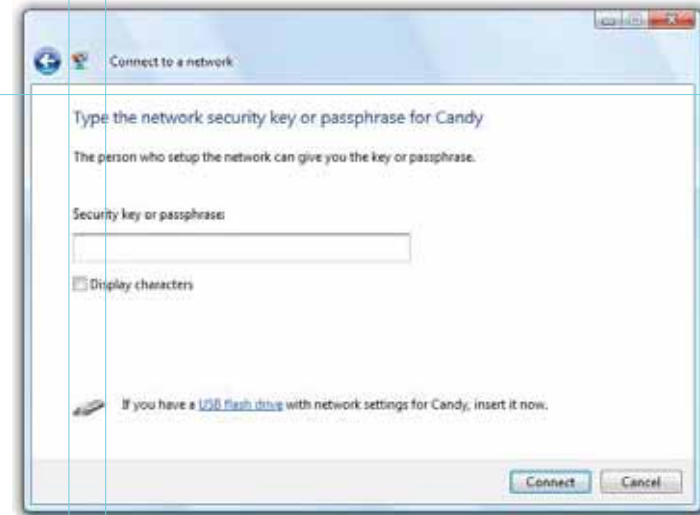 Connect to a network
Type the network security key or passphrase for Candy
The person who setup the network can give you the key or passphrase.
Security key or passphrase:
Display characters
If you have a USB flash drive with network settings for Candy, insert it now.
Connect Cancel